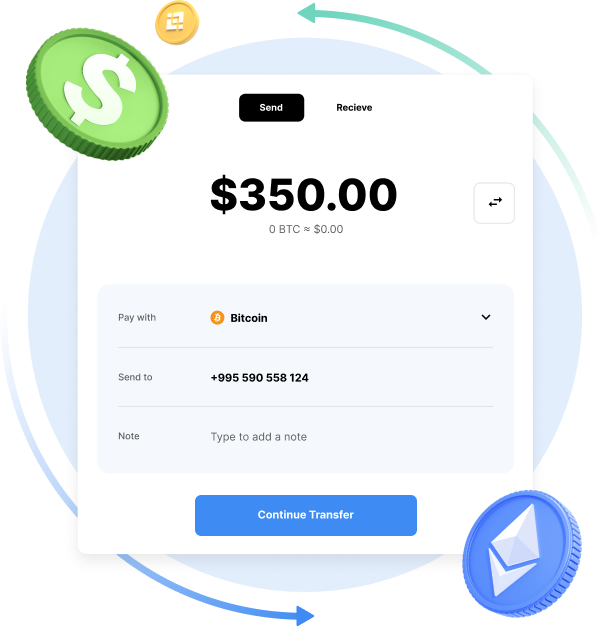 Send
Recieve
$350.00
0 BTC ≈ $0.00
Pay with
Bitcoin
Send to
+995 590 558 124
Note
Type to add a note
Continue Transfer